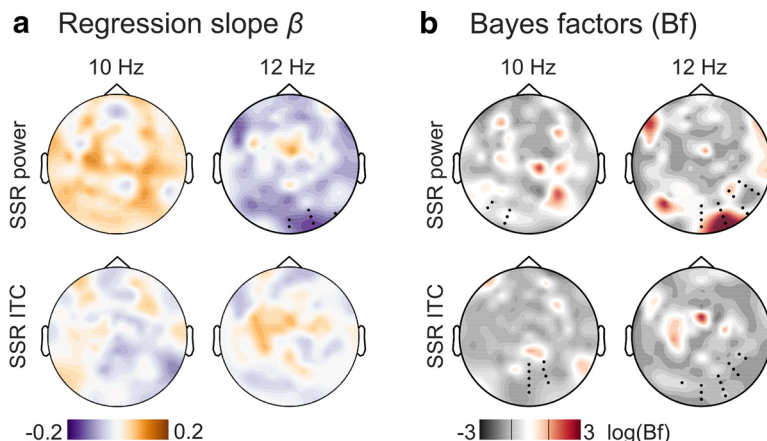 a Regression slope β
b Bayes factors (Bf)
10 Hz 12 Hz
10 Hz 12 Hz
SSR power
SSR power
SSR ITC
SSR ITC
-0.2 0.2
-3 3 log(Bf)